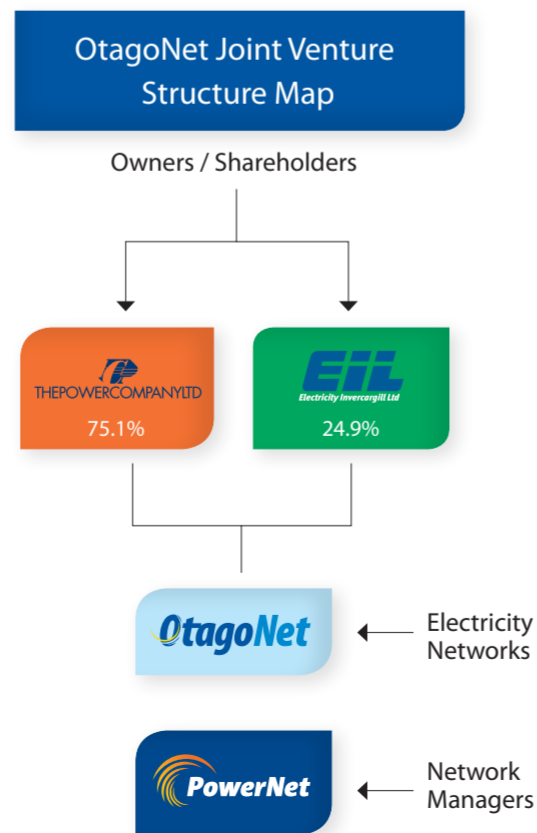 OtagoNet Joint Venture
Structure Map
Owners / Shareholders
THEPOWERCOMPANYLTD
75.1%
EIL
Electricity Invercargill Ltd
24.9%
OtagoNet
Electricity
Networks
PowerNet
Network
Managers